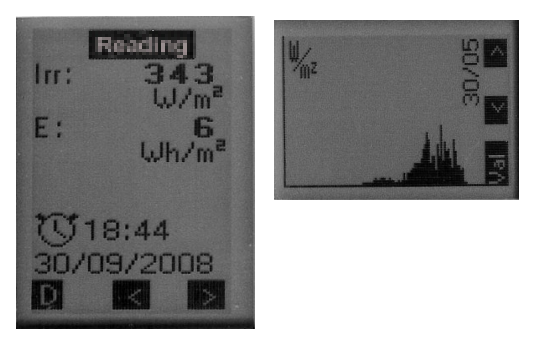 Reading
Irr: 343
W/m²
E: 6
Wh/m²
18:44
30/09/2008
D < >
W/m²
30/05
Val